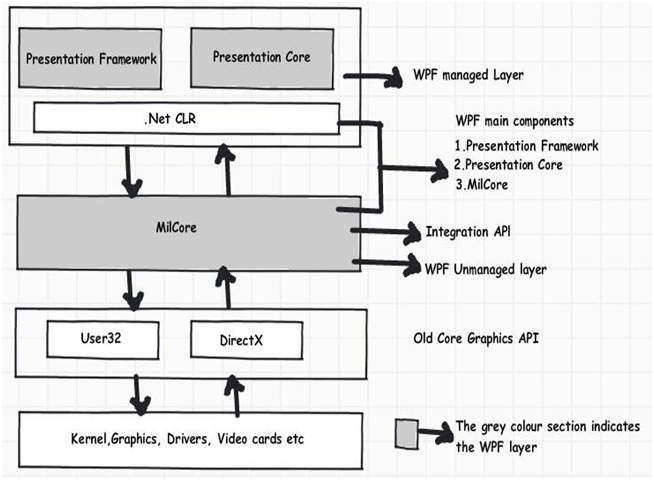 Presentation Framework
Presentation Core
WPF managed Layer
.Net CLR
WPF main components
1.Presentation Framework
2.Presentation Core
3.MilCore
MilCore
Integration API
WPF Unmanaged layer
User32
DirectX
Old Core Graphics API
Kernel,Graphics, Drivers, Video cards etc
The grey colour section indicates
the WPF layer